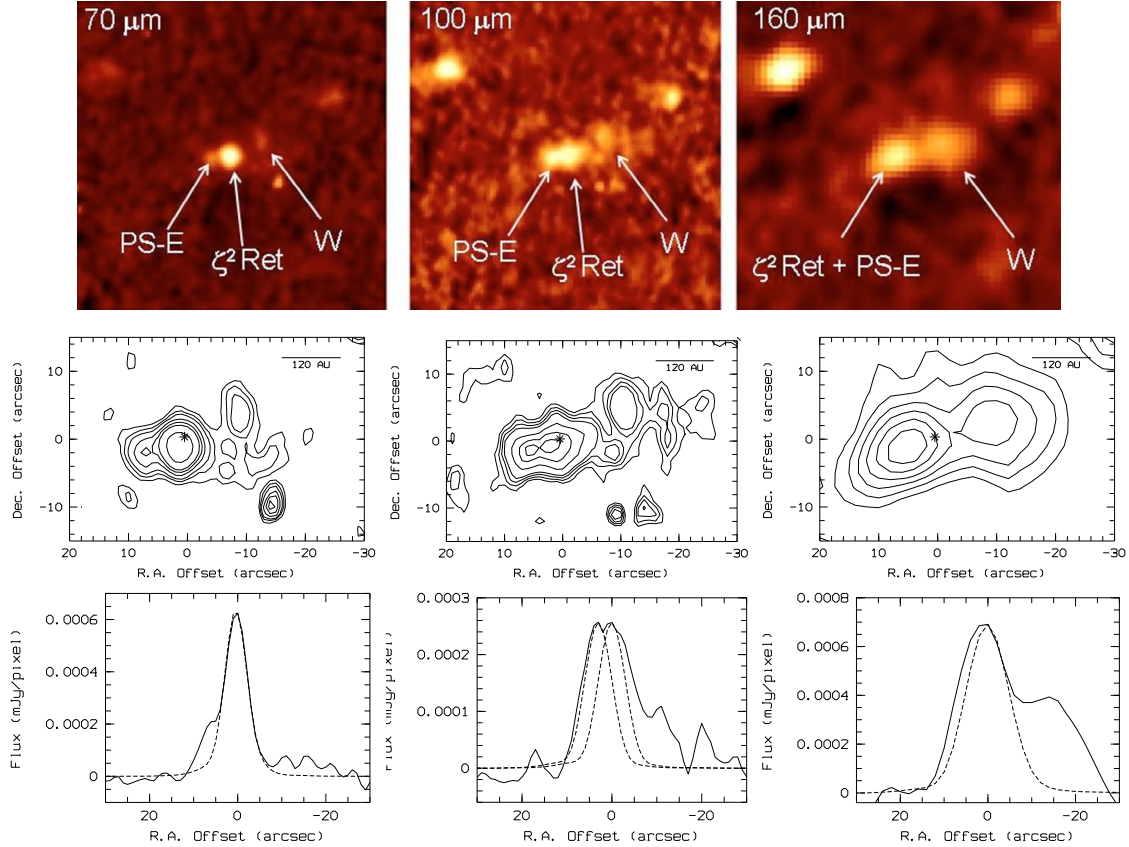 70 μm
100 μm
160 μm
PS-E
ζ² Ret
W
PS-E
ζ² Ret
W
ζ² Ret + PS-E
W
Dec. Offset (arcsec)
10
0
-10
120 AU
20 10 0 -10 -20 -30
R.A. Offset (arcsec)
Dec. Offset (arcsec)
10
0
-10
120 AU
20 10 0 -10 -20 -30
R.A. Offset (arcsec)
Dec. Offset (arcsec)
10
0
-10
120 AU
20 10 0 -10 -20 -30
R.A. Offset (arcsec)
Flux (mJy/pixel)
0.0006
0.0004
0.0002
0
20 0 -20
R.A. Offset (arcsec)
Flux (mJy/pixel)
0.0003
0.0002
0.0001
0
20 0 -20
R.A. Offset (arcsec)
Flux (mJy/pixel)
0.0008
0.0006
0.0004
0.0002
0
20 0 -20
R.A. Offset (arcsec)